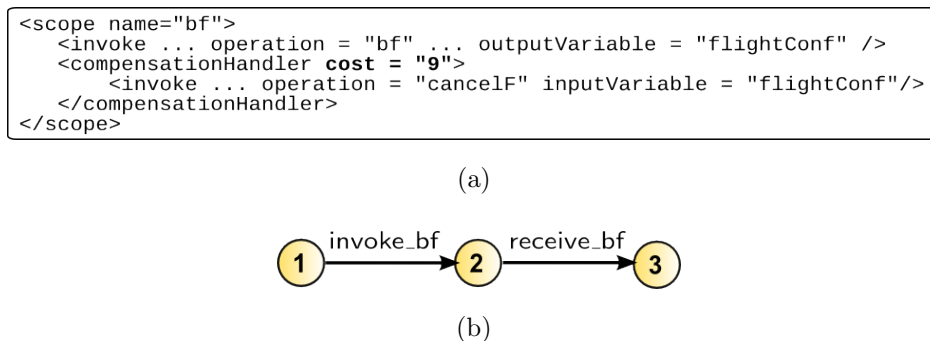 <scope name="bf">
<invoke ... operation = "bf" ... outputVariable = "flightConf" />
<compensationHandler cost = "9">
<invoke ... operation = "cancelF" inputVariable = "flightConf"/>
</compensationHandler>
</scope>
(a)
invoke_bf receive_bf
1 2 3
(b)